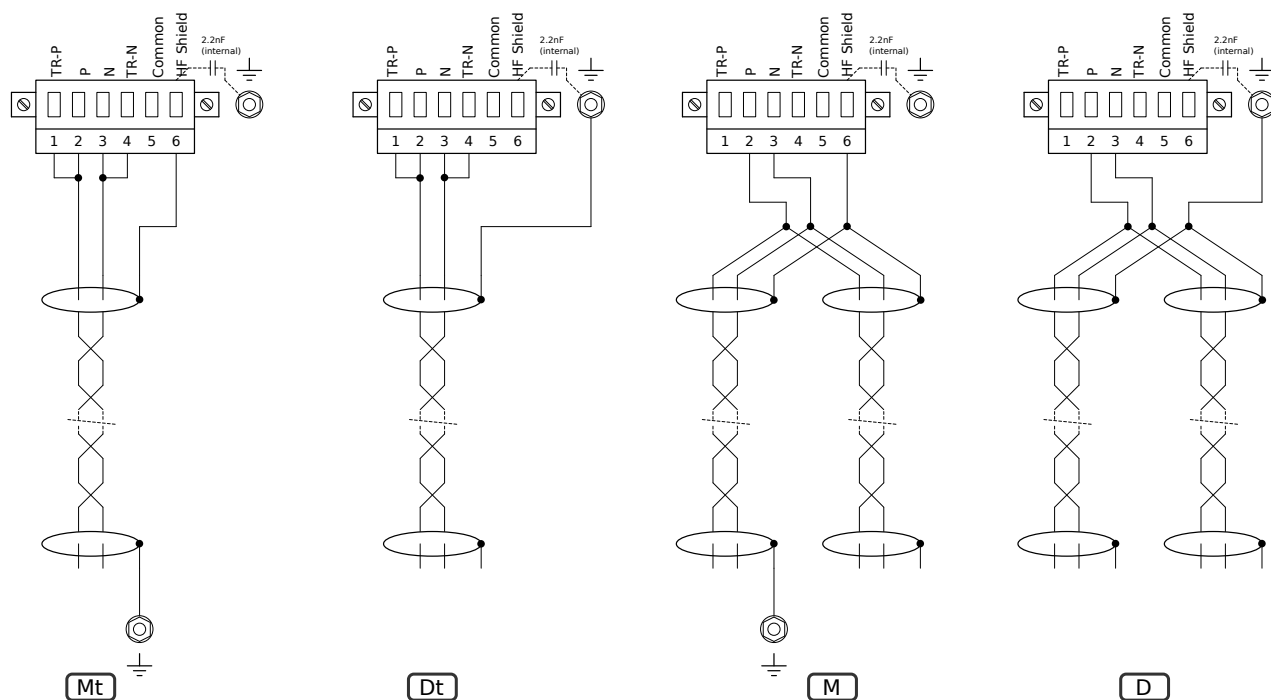 TR-P
P
N
TR-N
Common
HF Shield
2.2nF
(internal)
1 2 3 4 5 6
TR-P
P
N
TR-N
Common
HF Shield
2.2nF
(internal)
1 2 3 4 5 6
TR-P
P
N
TR-N
Common
HF Shield
2.2nF
(internal)
1 2 3 4 5 6
TR-P
P
N
TR-N
Common
HF Shield
2.2nF
(internal)
1 2 3 4 5 6
Mt
Dt
M
D